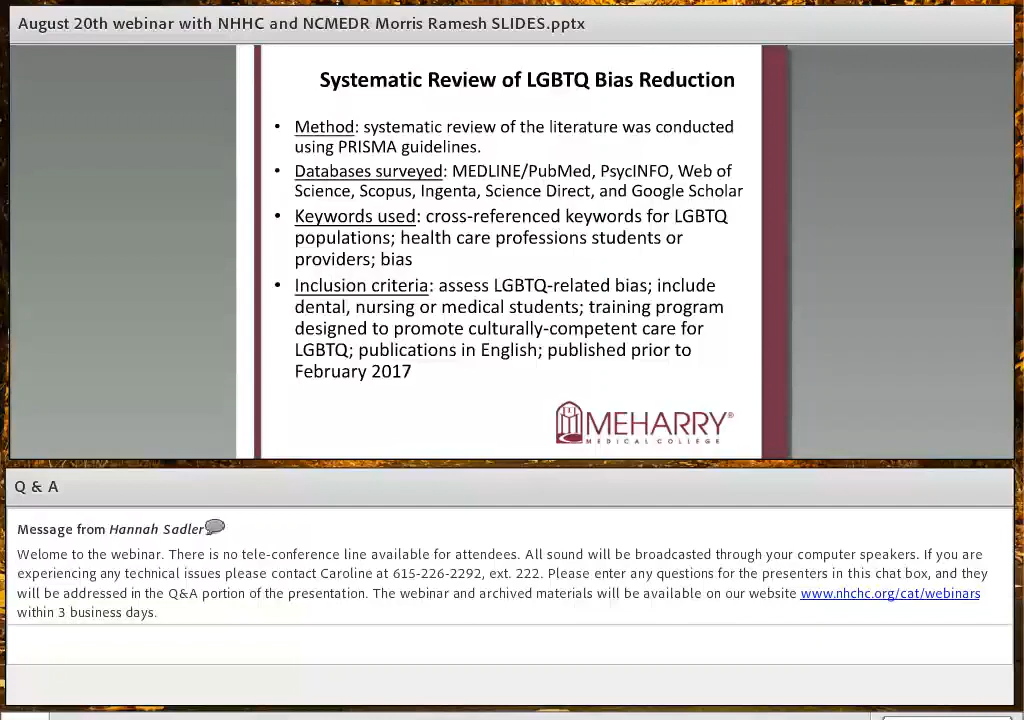 August 20th webinar with NHHC and NCMEDR Morris Ramesh SLIDES.pptx
Systematic Review of LGBTQ Bias Reduction
• Method: systematic review of the literature was conducted
using PRISMA guidelines.
• Databases surveyed: MEDLINE/PubMed, PsycINFO, Web of
Science, Scopus, Ingenta, Science Direct, and Google Scholar
• Keywords used: cross-referenced keywords for LGBTQ
populations; health care professions students or
providers; bias
• Inclusion criteria: assess LGBTQ-related bias; include
dental, nursing or medical students; training program
designed to promote culturally-competent care for
LGBTQ; publications in English; published prior to
February 2017
MEHARRY®
MEDICAL COLLEGE
Q & A
Message from Hannah Sadler
Welome to the webinar. There is no tele-conference line available for attendees. All sound will be broadcasted through your computer speakers. If you are
experiencing any technical issues please contact Caroline at 615-226-2292, ext. 222. Please enter any questions for the presenters in this chat box, and they
will be addressed in the Q&A portion of the presentation. The webinar and archived materials will be available on our website www.nhchc.org/cat/webinars
within 3 business days.